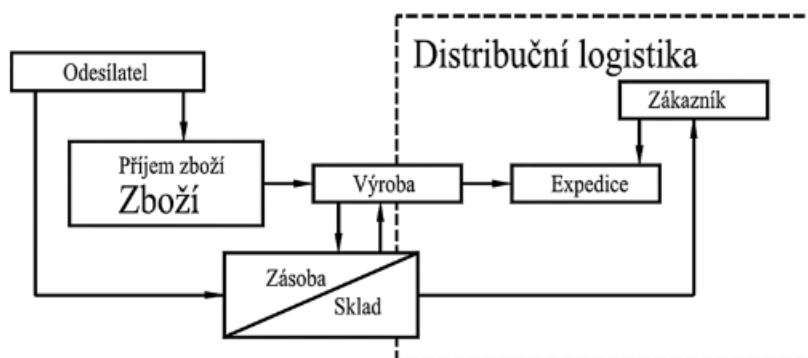 Distribuční logistika
Odesílatel
Zákazník
Příjem zboží
Zboží
Výroba
Expedice
Zásoba
Sklad